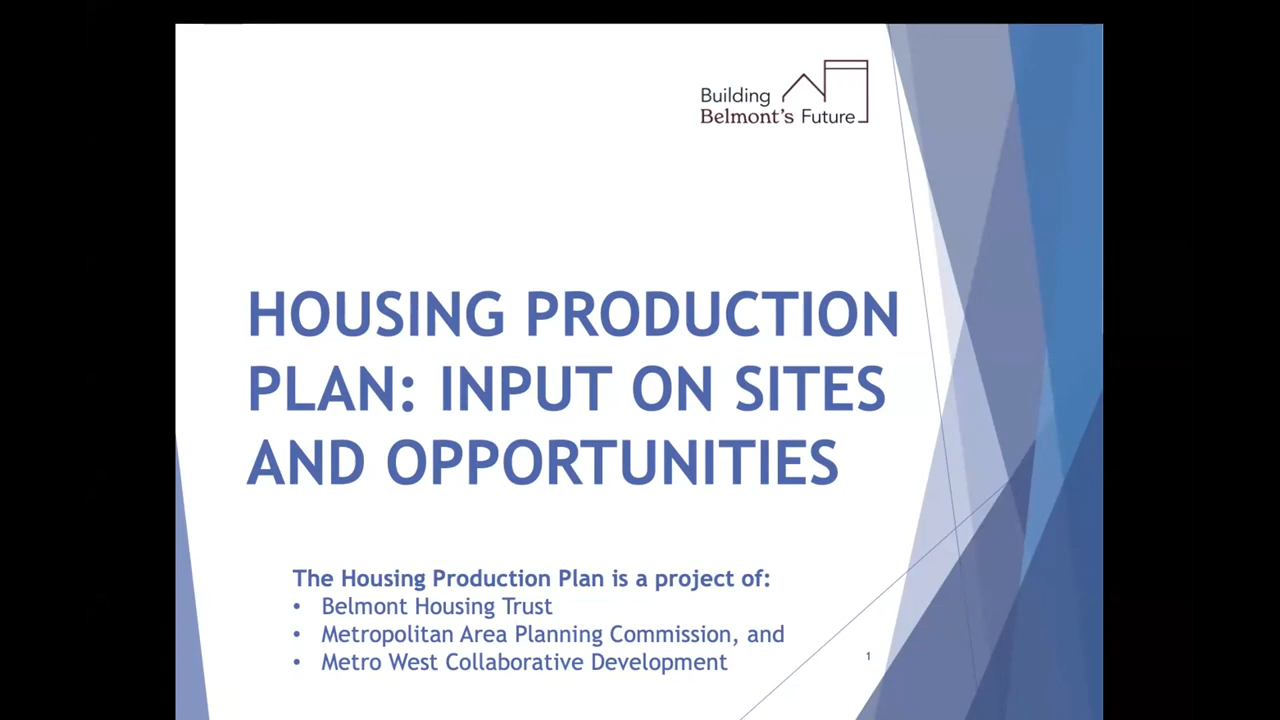 Building
Belmont's Future
HOUSING PRODUCTION
PLAN: INPUT ON SITES
AND OPPORTUNITIES
The Housing Production Plan is a project of:
• Belmont Housing Trust
• Metropolitan Area Planning Commission, and
• Metro West Collaborative Development
1